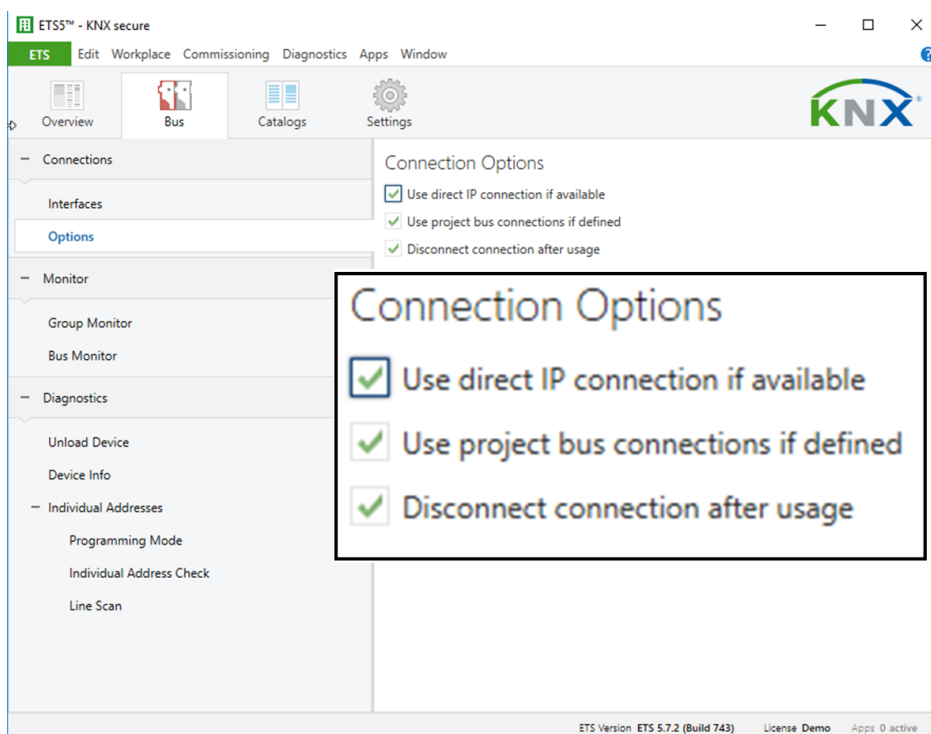 ETS5™ - KNX secure
ETS Edit Workplace Commissioning Diagnostics Apps Window ?
Overview Bus Catalogs Settings
KNX®
Connections
Interfaces
Options
Monitor
Group Monitor
Bus Monitor
Diagnostics
Unload Device
Device Info
Individual Addresses
Programming Mode
Individual Address Check
Line Scan
Connection Options
Use direct IP connection if available
Use project bus connections if defined
Disconnect connection after usage
Connection Options
Use direct IP connection if available
Use project bus connections if defined
Disconnect connection after usage
ETS Version ETS 5.7.2 (Build 743) License Demo Apps 0 active